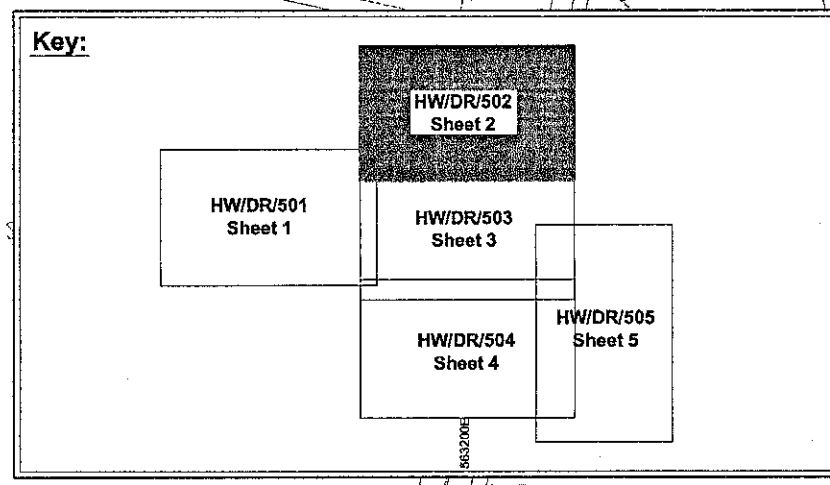 Key:
HW/DR/502
Sheet 2
HW/DR/501
Sheet 1
HW/DR/503
Sheet 3
HW/DR/505
Sheet 5
HW/DR/504
Sheet 4
563200E